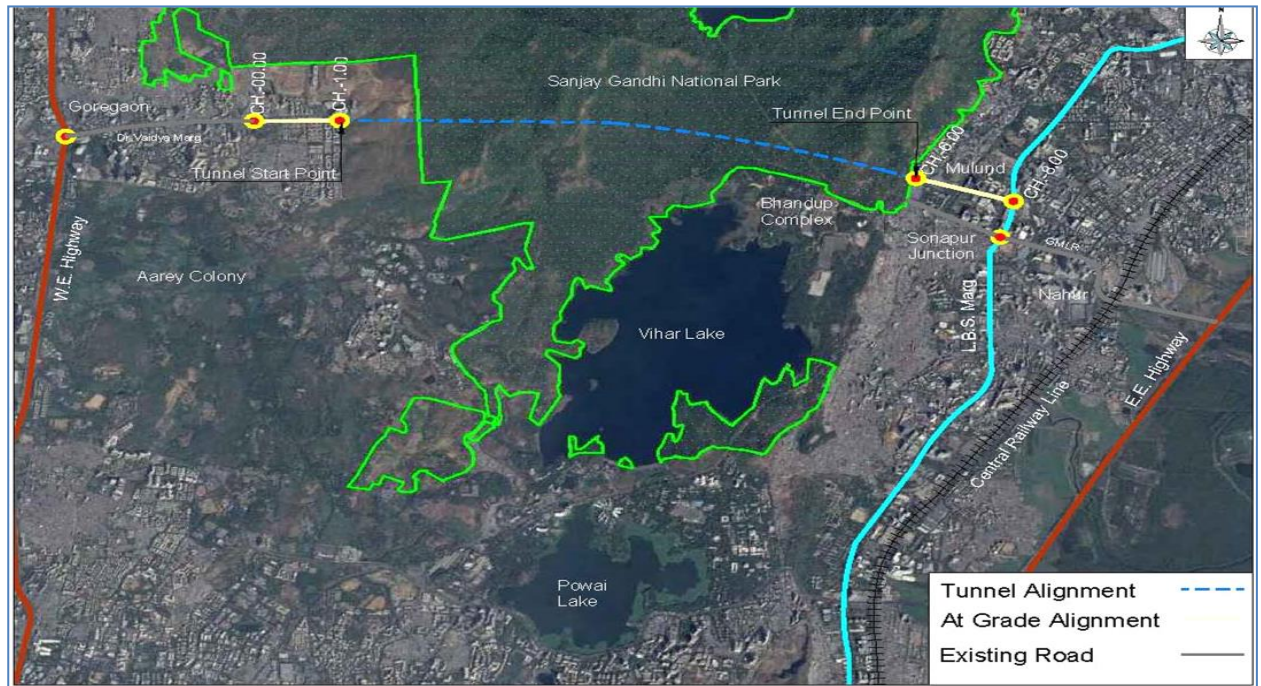 N
Sanjay Gandhi National Park
Goregaon
CH.-00.00
CH.-1.00
Tunnel End Point
Dr. Vaidya Marg
CH.-6.00
Mulund
CH.-8.00
Tunnel Start Point
Bhandup
Complex
Sonapur
Junction
GMLR
W.E. Highway
Aarey Colony
Nahur
Vihar Lake
L.B.S. Marg
E.E. Highway
Central Railway Line
Powai
Lake
Tunnel Alignment
At Grade Alignment
Existing Road